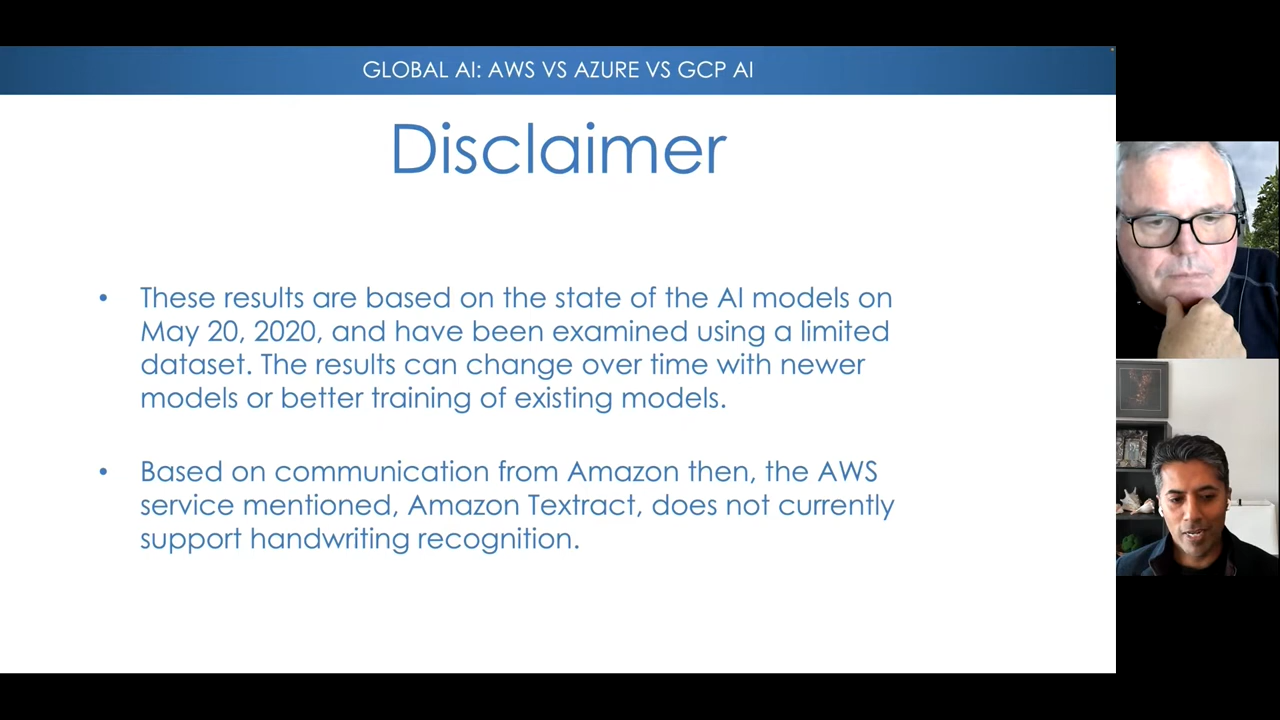 GLOBAL AI: AWS VS AZURE VS GCP AI
Disclaimer
• These results are based on the state of the AI models on
May 20, 2020, and have been examined using a limited
dataset. The results can change over time with newer
models or better training of existing models.
• Based on communication from Amazon then, the AWS
service mentioned, Amazon Textract, does not currently
support handwriting recognition.